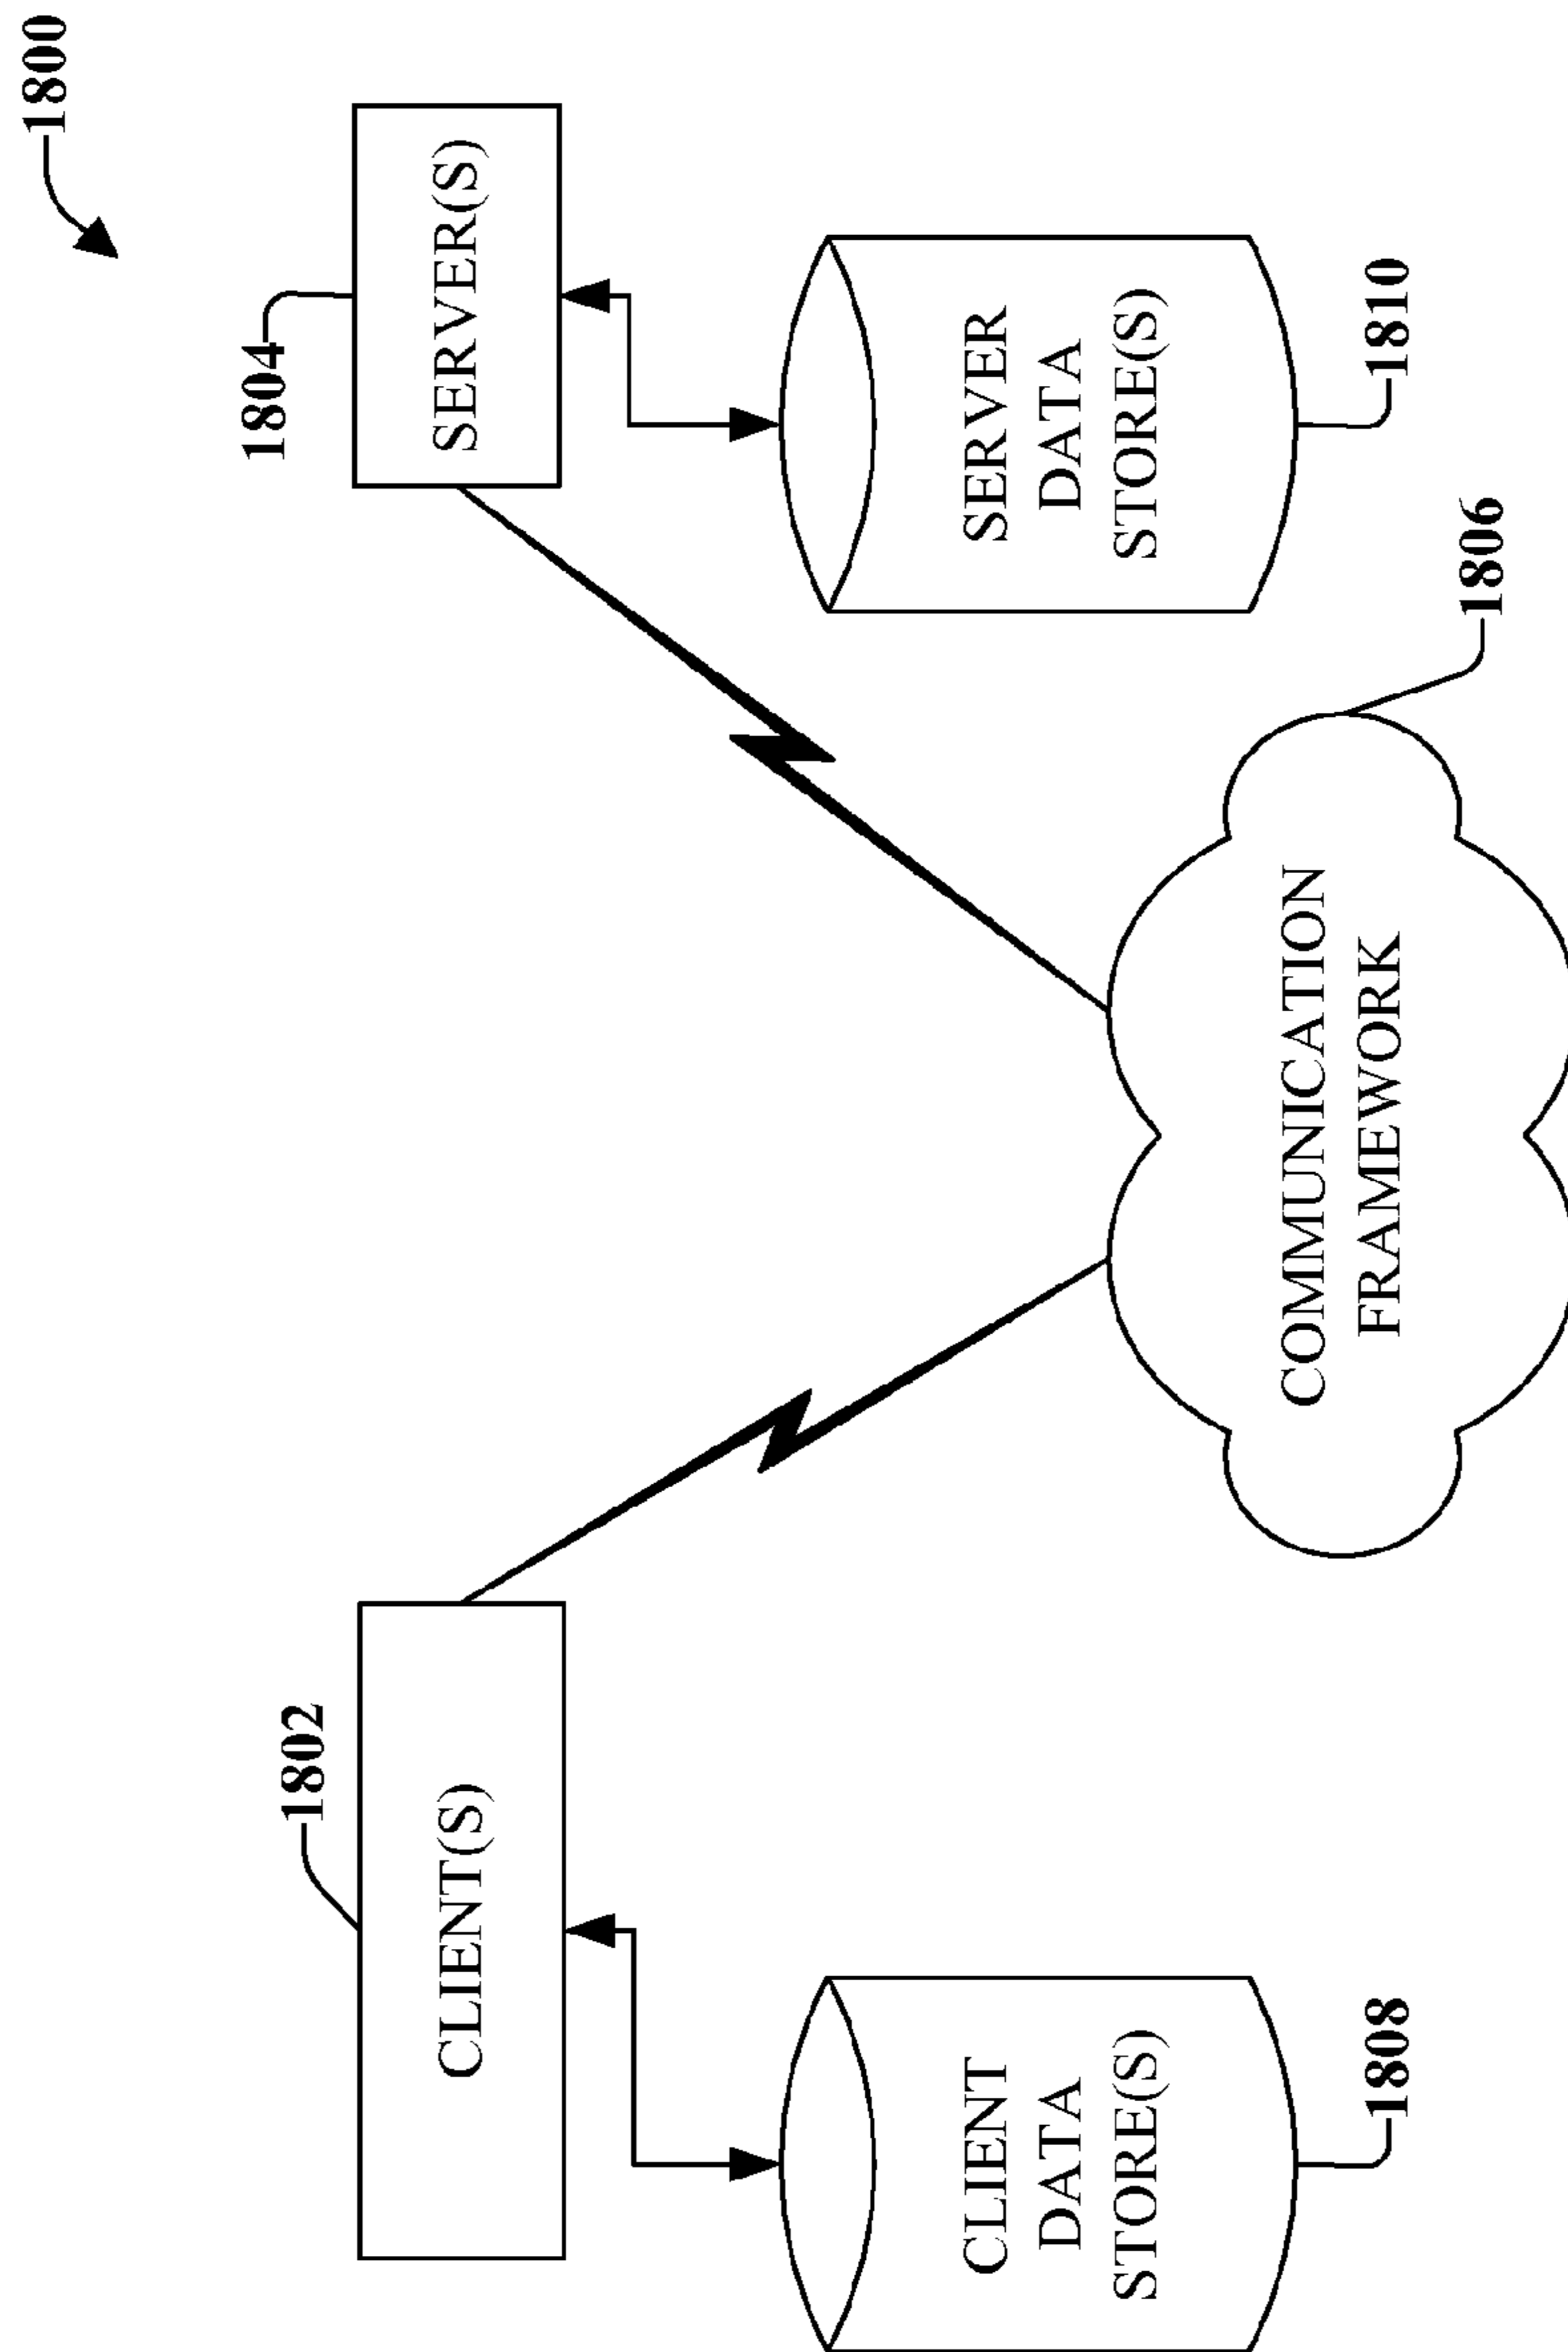 1800
1802
CLIENT(S)
1804
SERVER(S)
CLIENT
DATA
STORE(S)
1808
SERVER
DATA
STORE(S)
1810
COMMUNICATION
FRAMEWORK
1806